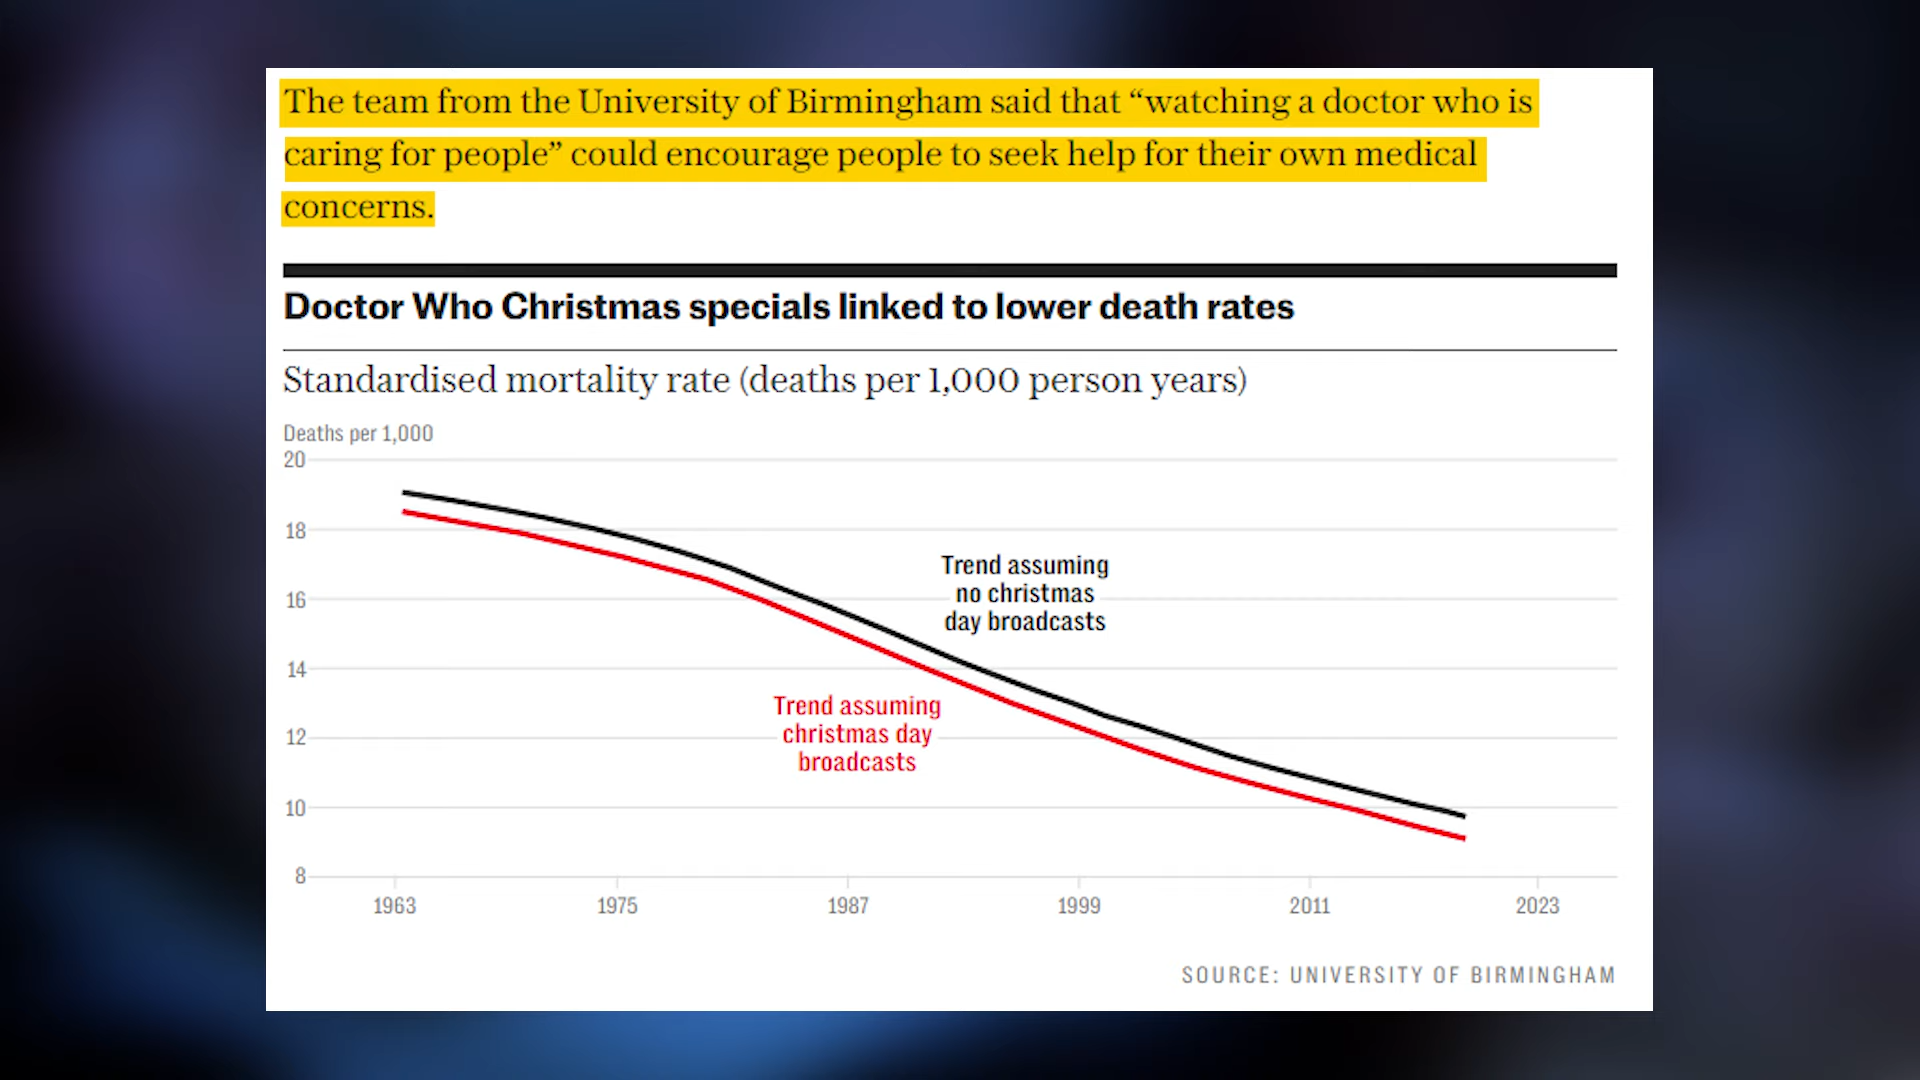 The team from the University of Birmingham said that “watching a doctor who is
caring for people” could encourage people to seek help for their own medical
concerns.
Doctor Who Christmas specials linked to lower death rates
Standardised mortality rate (deaths per 1,000 person years)
Deaths per 1,000
20
18
Trend assuming
no christmas
day broadcasts
16
14
Trend assuming
christmas day
broadcasts
12
10
8
1963 1975 1987 1999 2011 2023
SOURCE: UNIVERSITY OF BIRMINGHAM